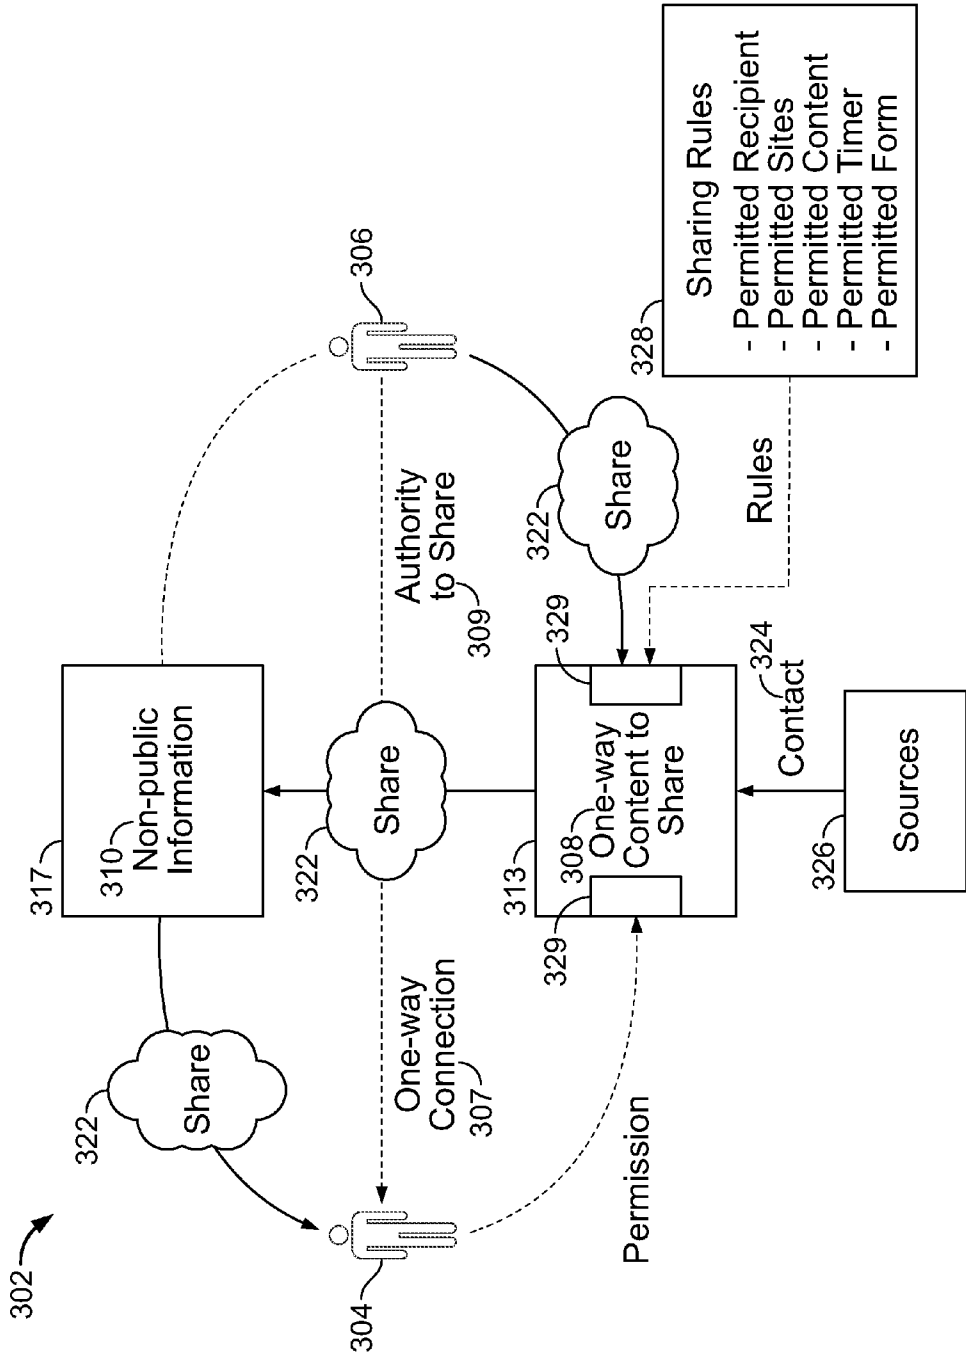 302
317
310
Non-public
Information
322
Share
322
Share
304
306
One-way
Connection
307
Authority
to Share
309
313
329
329
308
One-way
Content to
Share
322
Share
Permission
328
Sharing Rules
- Permitted Recipient
- Permitted Sites
- Permitted Content
- Permitted Timer
- Permitted Form
Rules
324
Contact
326
Sources